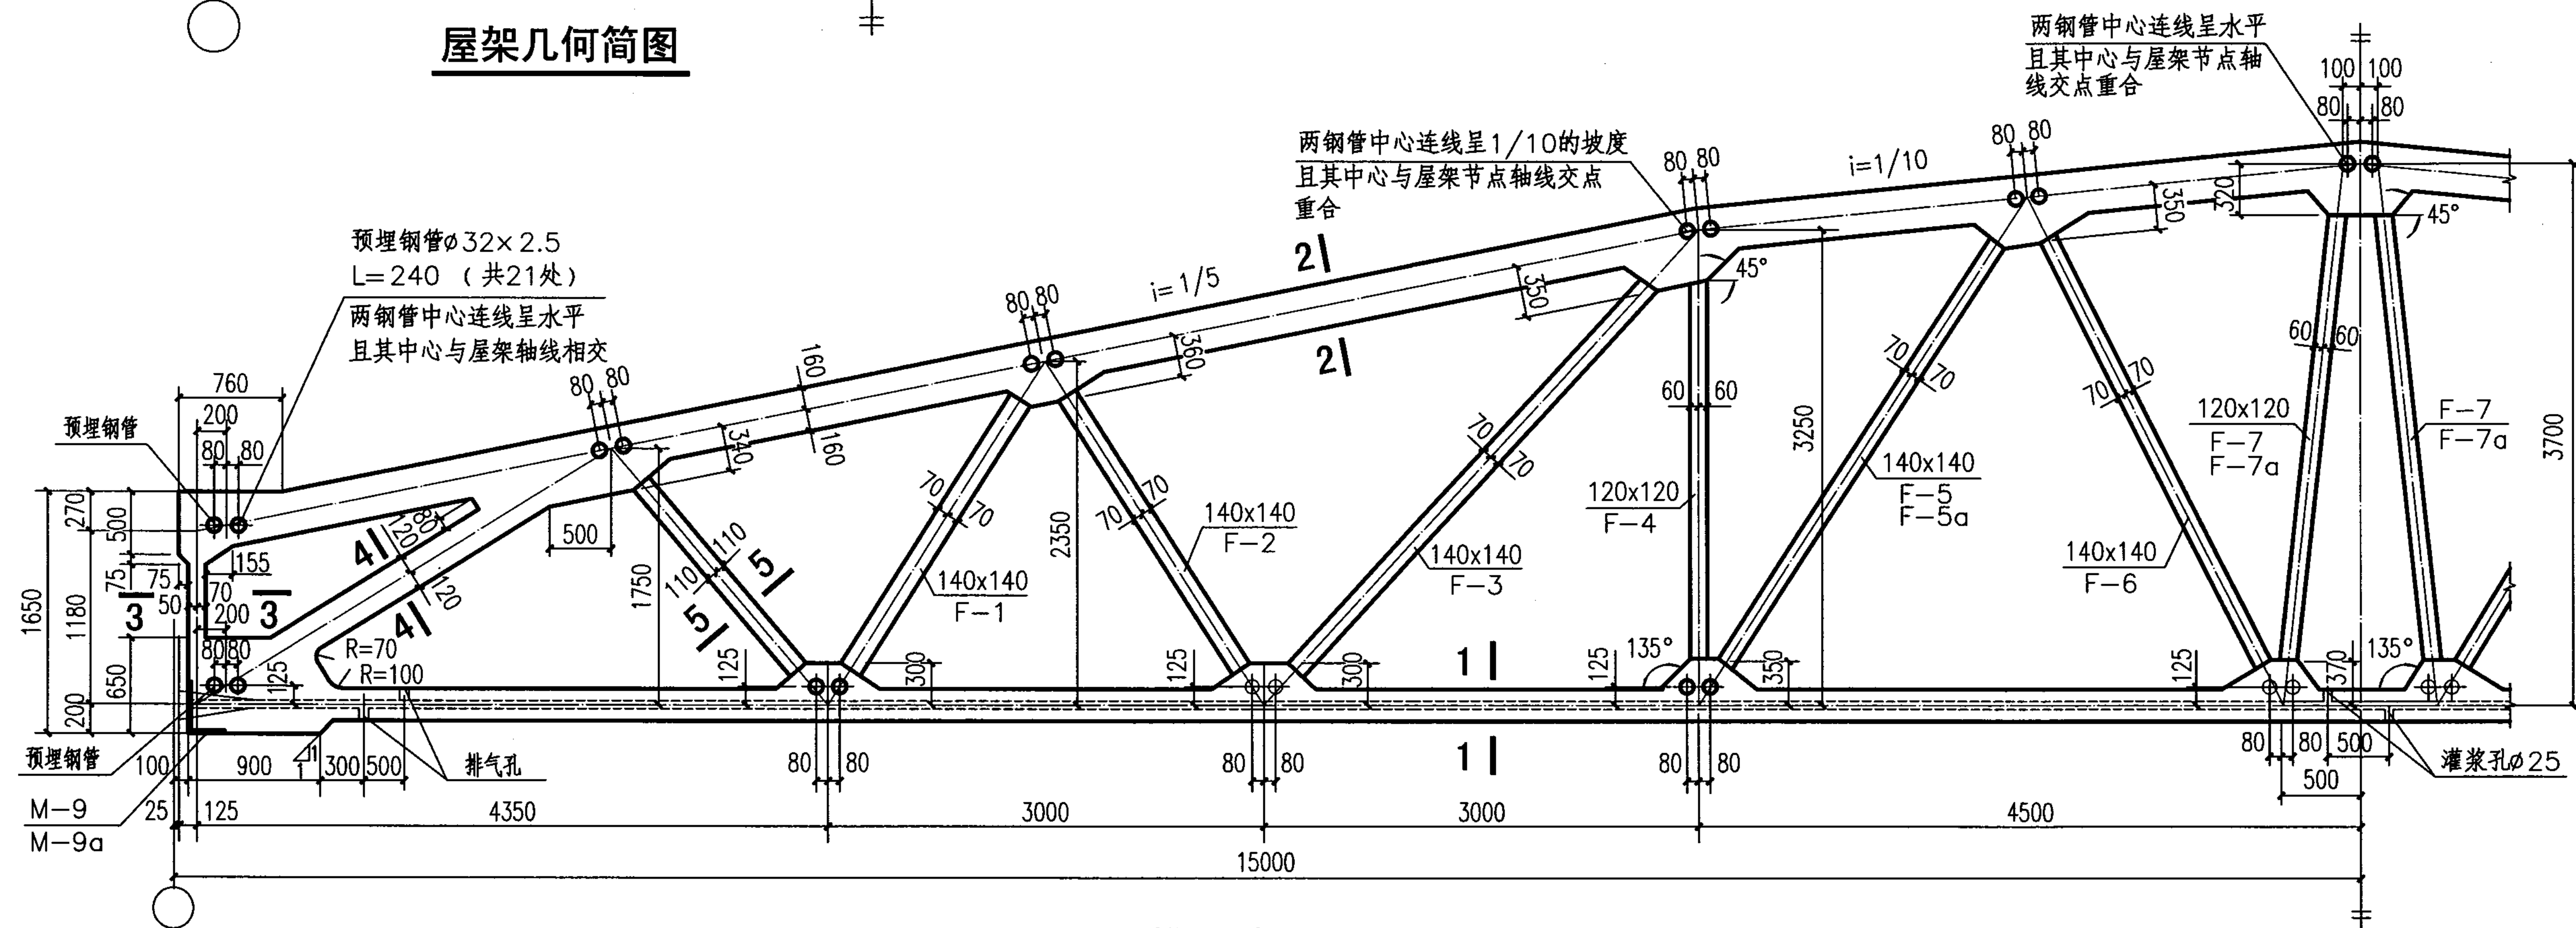 屋架几何简图
两钢管中心连线呈水平
且其中心与屋架节点轴
线交点重合
100 100
80 80
两钢管中心连线呈1/10的坡度
且其中心与屋架节点轴线交点
重合
80 80
i=1/10
80 80
350
320
45°
预埋钢管ø32×2.5
L=240 (共21处)
两钢管中心连线呈水平
且其中心与屋架轴线相交
i=1/5
2
2
350
45°
80 80
360
160
160
80 80
340
760
200
80 80
预埋钢管
270
500
75
75
155
50
70
200
3
3
1650
1180
650
200
80 80
125
4
120
80
120
4
R=70
R=100
500
1750
110
110
5
5
70
70
140x140
F-1
2350
70
70
140x140
F-2
70
70
140x140
F-3
60 60
120x120
F-4
3250
70
70
140x140
F-5
F-5a
70
70
140x140
F-6
60 60
120x120
F-7
F-7a
F-7
F-7a
3700
125
300
125
300
1
1
125
135°
350
125
370
135°
预埋钢管
M-9
M-9a
100
900
1
1
300
500
排气孔
80 80
80 80
80 80
80 80
500
500
灌浆孔ø25
25
125
4350
3000
3000
4500
15000